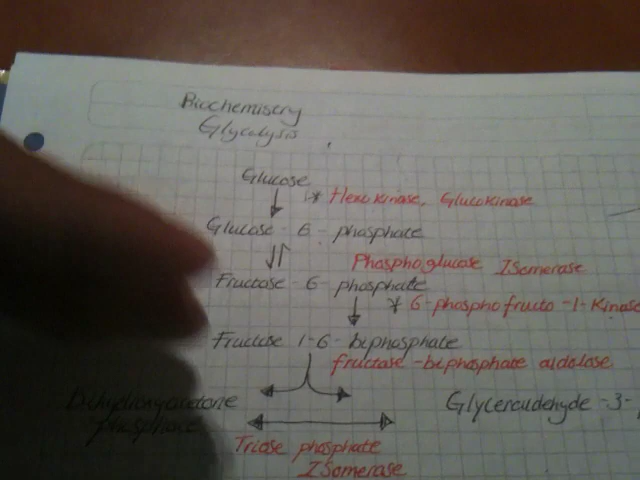 Biochemistry
Glycolysis
Glucose
* Hexokinase, Glucokinase
Glucose - 6 - phosphate
Phosphoglucose Isomerase
Fructose - 6 - phosphate
* 6-phosphofructo-1-Kinase
Fructose 1-6-biphosphate
fructose-biphosphate aldolose
Dihydroxyacetone
phosphate
Glyceraldehyde-3-
Triose phosphate
Isomerase